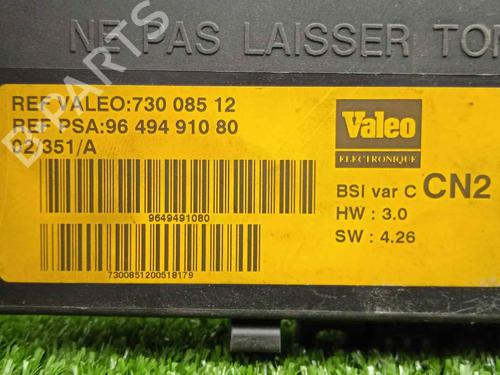 NE PAS LAISSER TOM
REF VALEO:730 085 12
REF PSA:96 494 910 80
02/351/A
9649491080
7300851200518179
Valeo
ELECTRONIQUE
BSI var C CN2
HW : 3.0
SW : 4.26
B PARTS